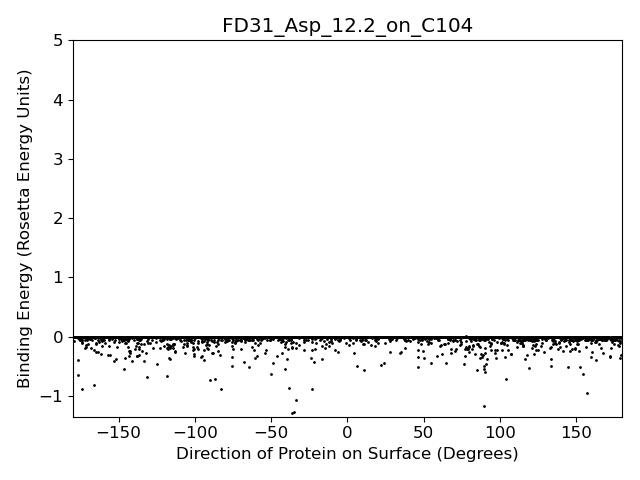 FD31_Asp_12.2_on_C104
Binding Energy (Rosetta Energy Units)
5
4
3
2
1
0
−1
−150 −100 −50 0 50 100 150
Direction of Protein on Surface (Degrees)